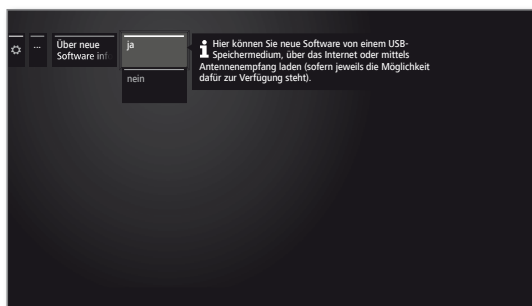 ...
Über neue
Software inf
ja
nein
i Hier können Sie neue Software von einem USB-
Speichermedium, über das Internet oder mittels
Antennenempfang laden (sofern jeweils die Möglichkeit
dafür zur Verfügung steht).